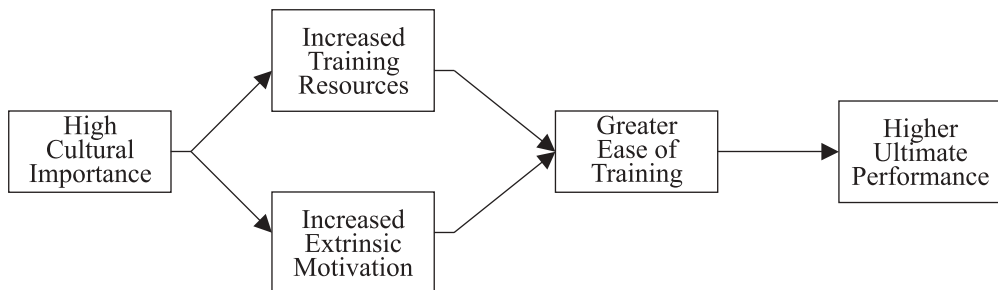 High
Cultural
Importance
Increased
Training
Resources
Increased
Extrinsic
Motivation
Greater
Ease of
Training
Higher
Ultimate
Performance